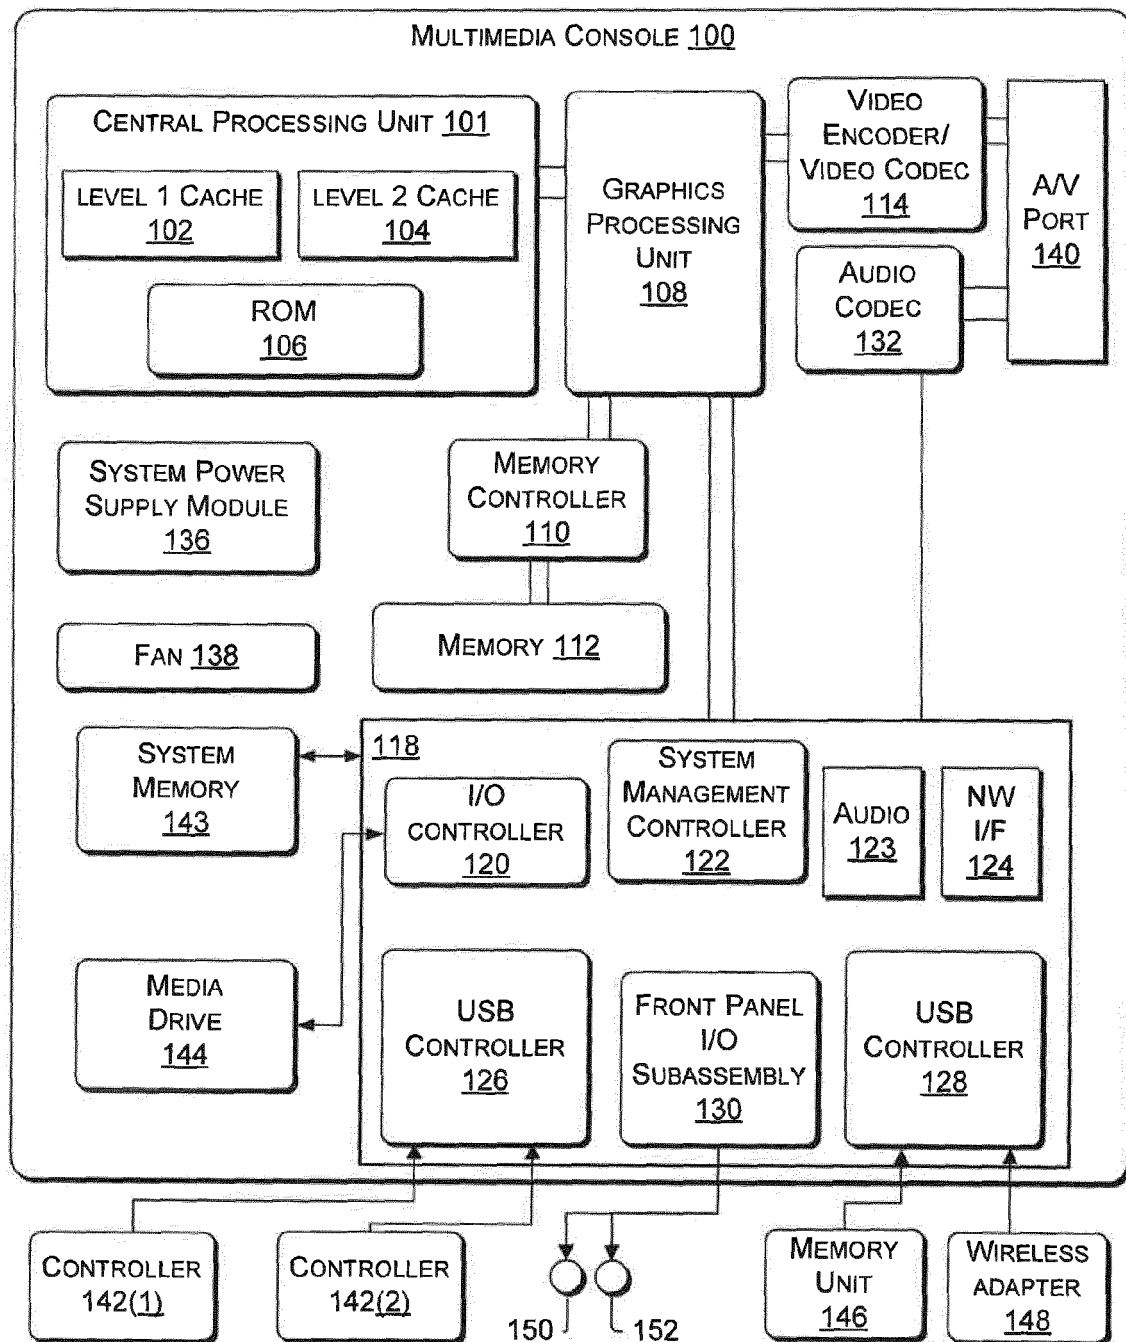 MULTIMEDIA CONSOLE 100
CENTRAL PROCESSING UNIT 101
LEVEL 1 CACHE
102
LEVEL 2 CACHE
104
ROM
106
GRAPHICS
PROCESSING
UNIT
108
VIDEO
ENCODER/
VIDEO CODEC
114
A/V
PORT
140
AUDIO
CODEC
132
SYSTEM POWER
SUPPLY MODULE
136
MEMORY
CONTROLLER
110
FAN 138
MEMORY 112
SYSTEM
MEMORY
143
118
I/O
CONTROLLER
120
SYSTEM
MANAGEMENT
CONTROLLER
122
AUDIO
123
NW
I/F
124
MEDIA
DRIVE
144
USB
CONTROLLER
126
FRONT PANEL
I/O
SUBASSEMBLY
130
USB
CONTROLLER
128
CONTROLLER
142(1)
CONTROLLER
142(2)
150
152
MEMORY
UNIT
146
WIRELESS
ADAPTER
148